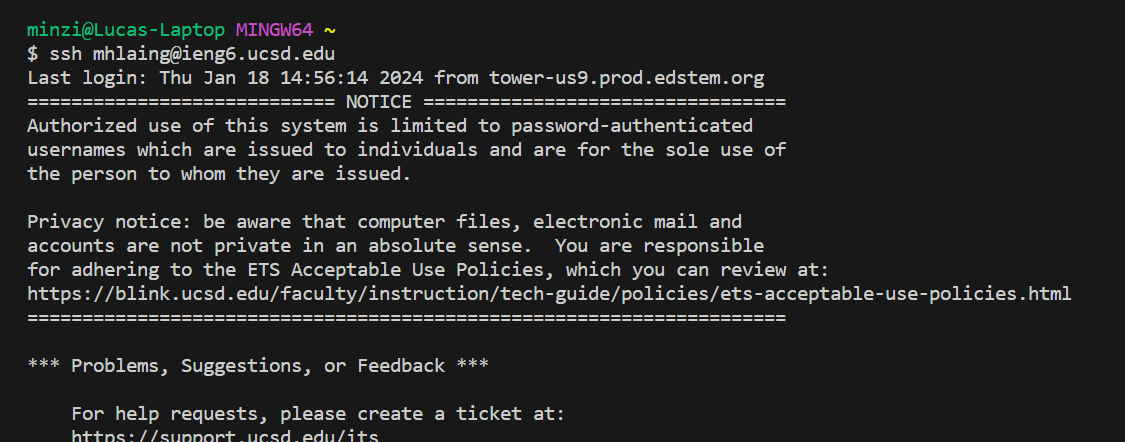 minzi@Lucas-Laptop MINGW64 ~
$ ssh mhlaing@ieng6.ucsd.edu
Last login: Thu Jan 18 14:56:14 2024 from tower-us9.prod.edstem.org
============================ NOTICE =================================
Authorized use of this system is limited to password-authenticated
usernames which are issued to individuals and are for the sole use of
the person to whom they are issued.

Privacy notice: be aware that computer files, electronic mail and
accounts are not private in an absolute sense.  You are responsible
for adhering to the ETS Acceptable Use Policies, which you can review at:
https://blink.ucsd.edu/faculty/instruction/tech-guide/policies/ets-acceptable-use-policies.html
=====================================================================

*** Problems, Suggestions, or Feedback ***

    For help requests, please create a ticket at:
    https://support.ucsd.edu/its